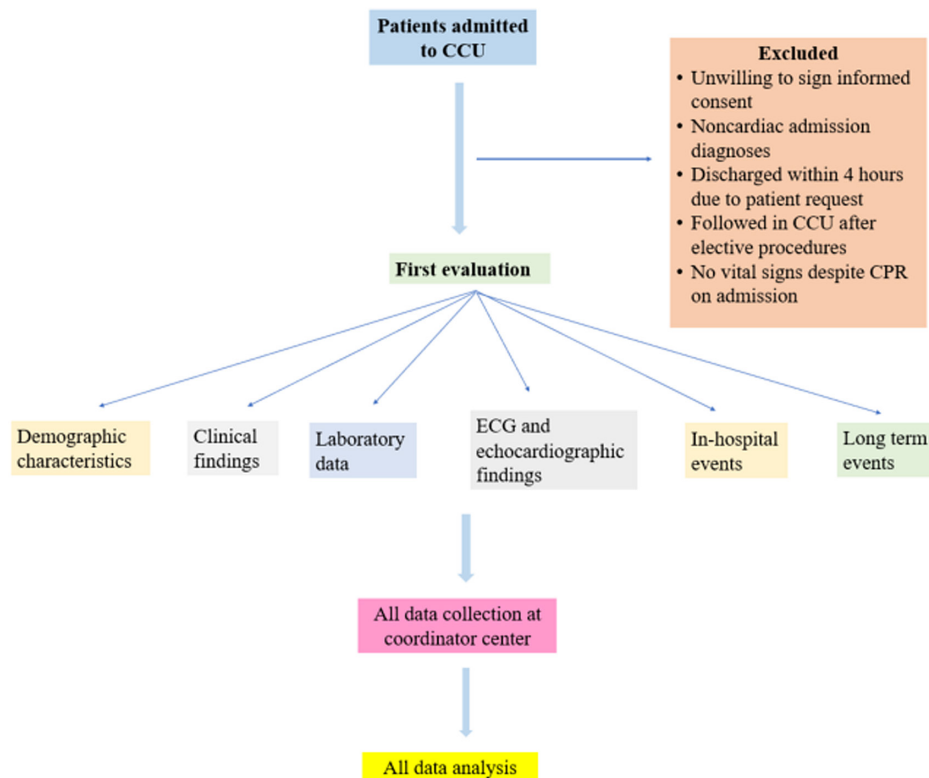 Patients admitted
to CCU
Excluded
• Unwilling to sign informed
consent
• Noncardiac admission
diagnoses
• Discharged within 4 hours
due to patient request
• Followed in CCU after
elective procedures
• No vital signs despite CPR
on admission
First evaluation
Demographic
characteristics
Clinical
findings
Laboratory
data
ECG and
echocardiographic
findings
In-hospital
events
Long term
events
All data collection at
coordinator center
All data analysis